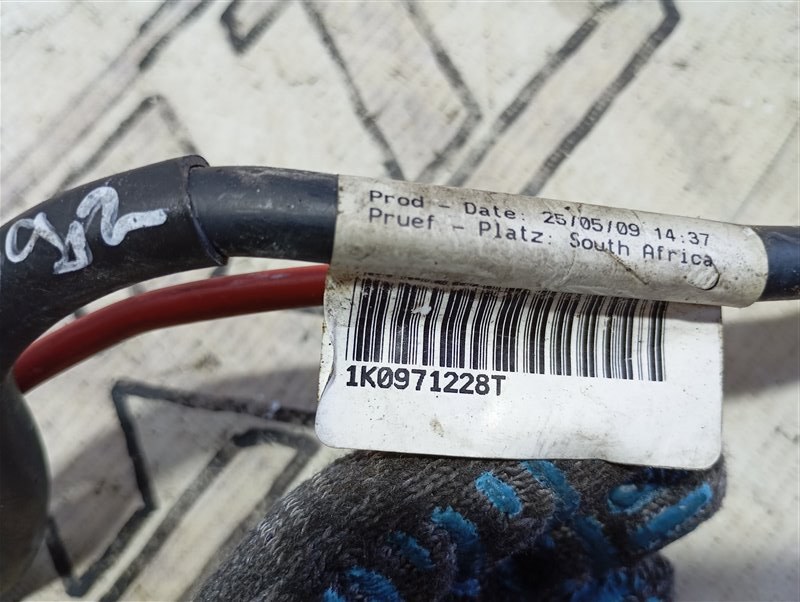 Prod - Date: 25/05/09 14:37
Pruef - Platz: South Africa
1K0971228T